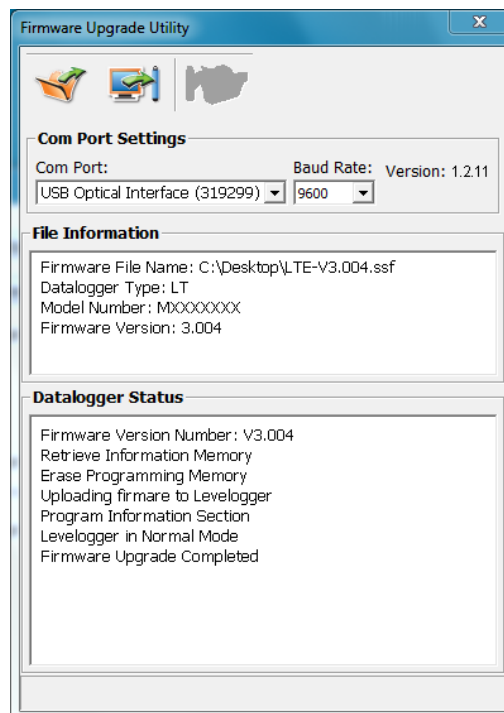 Firmware Upgrade Utility
x
Com Port Settings
Com Port:
Baud Rate:
Version: 1.2.11
USB Optical Interface (319299)
9600
File Information
Firmware File Name: C:\Desktop\LTE-V3.004.ssf
Datalogger Type: LT
Model Number: MXXXXXXX
Firmware Version: 3.004
Datalogger Status
Firmware Version Number: V3.004
Retrieve Information Memory
Erase Programming Memory
Uploading firmare to Levelogger
Program Information Section
Levelogger in Normal Mode
Firmware Upgrade Completed